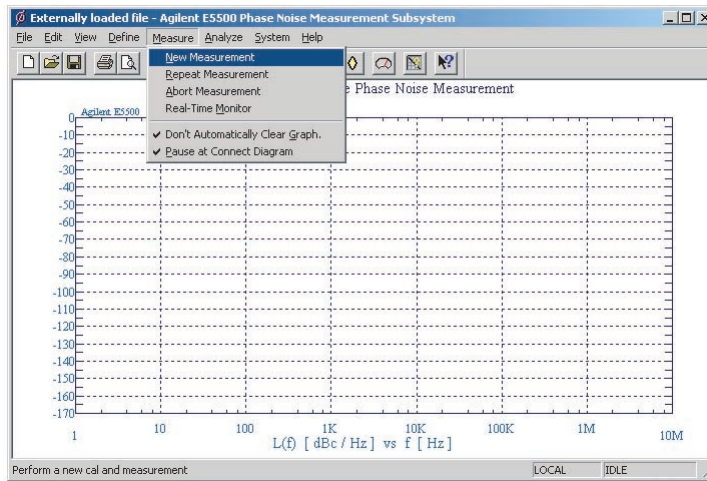 Externally loaded file - Agilent E5500 Phase Noise Measurement Subsystem
File Edit View Define Measure Analyze System Help
New Measurement
Repeat Measurement
Abort Measurement
Real-Time Monitor
✓ Don't Automatically Clear Graph.
✓ Pause at Connect Diagram
Phase Noise Measurement
Agilent E5500
0
-10
-20
-30
-40
-50
-60
-70
-80
-90
-100
-110
-120
-130
-140
-150
-160
-170
1 10 100 1K 10K 100K 1M 10M
L(f) [ dBc / Hz ] vs f [ Hz ]
Perform a new cal and measurement LOCAL IDLE